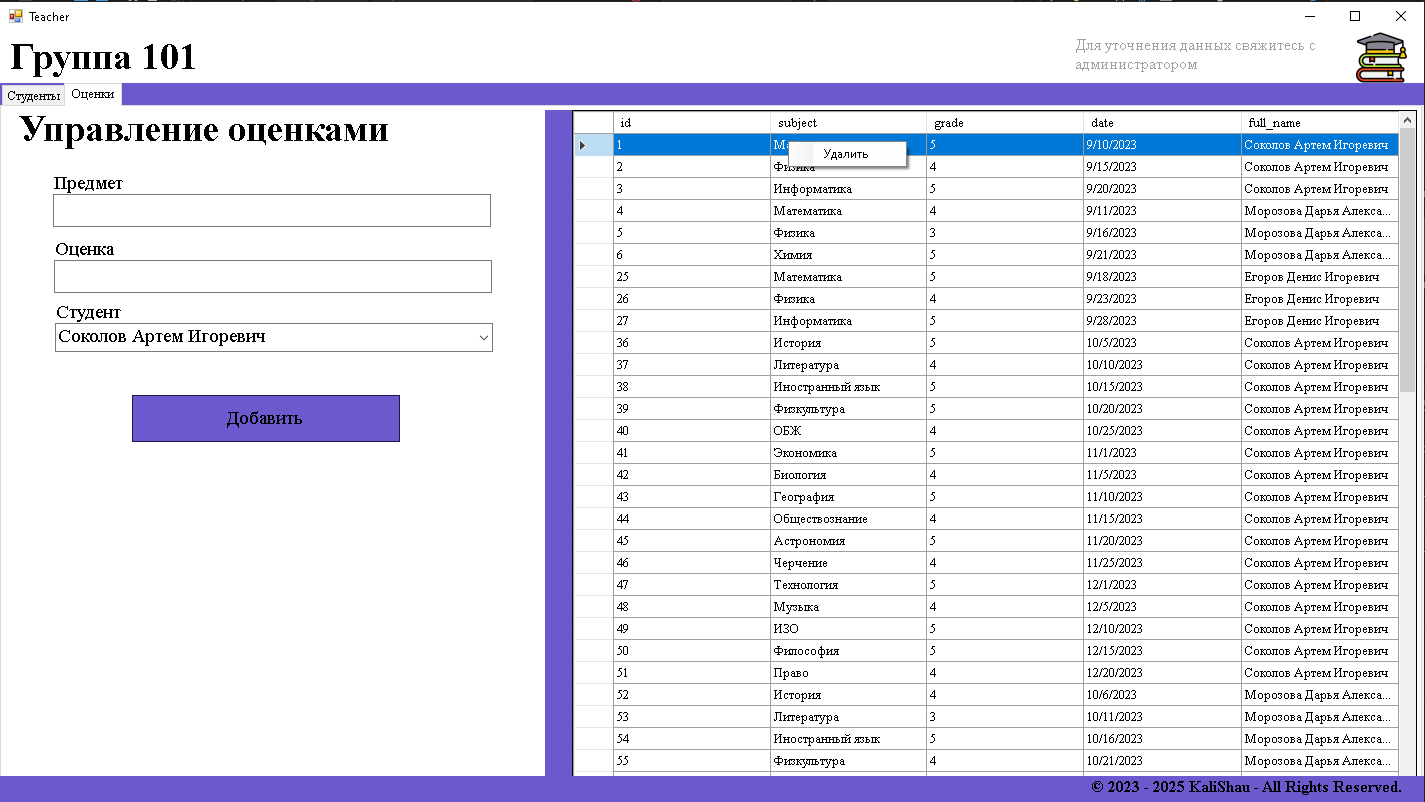 Teacher
Группа 101
Для уточнения данных свяжитесь с
администратором
Студенты Оценки
Управление оценками
Предмет
Оценка
Студент
Соколов Артем Игоревич
Добавить
id subject grade date full_name
1 5 9/10/2023 Соколов Артем Игоревич
Удалить
2 Физика 4 9/15/2023 Соколов Артем Игоревич
3 Информатика 5 9/20/2023 Соколов Артем Игоревич
4 Математика 4 9/11/2023 Морозова Дарья Алекса...
5 Физика 3 9/16/2023 Морозова Дарья Алекса...
6 Химия 5 9/21/2023 Морозова Дарья Алекса...
25 Математика 5 9/18/2023 Егоров Денис Игоревич
26 Физика 4 9/23/2023 Егоров Денис Игоревич
27 Информатика 5 9/28/2023 Егоров Денис Игоревич
36 История 5 10/5/2023 Соколов Артем Игоревич
37 Литература 4 10/10/2023 Соколов Артем Игоревич
38 Иностранный язык 5 10/15/2023 Соколов Артем Игоревич
39 Физкультура 5 10/20/2023 Соколов Артем Игоревич
40 ОБЖ 4 10/25/2023 Соколов Артем Игоревич
41 Экономика 5 11/1/2023 Соколов Артем Игоревич
42 Биология 4 11/5/2023 Соколов Артем Игоревич
43 География 5 11/10/2023 Соколов Артем Игоревич
44 Обществознание 4 11/15/2023 Соколов Артем Игоревич
45 Астрономия 5 11/20/2023 Соколов Артем Игоревич
46 Черчение 4 11/25/2023 Соколов Артем Игоревич
47 Технология 5 12/1/2023 Соколов Артем Игоревич
48 Музыка 4 12/5/2023 Соколов Артем Игоревич
49 ИЗО 5 12/10/2023 Соколов Артем Игоревич
50 Философия 5 12/15/2023 Соколов Артем Игоревич
51 Право 4 12/20/2023 Соколов Артем Игоревич
52 История 4 10/6/2023 Морозова Дарья Алекса...
53 Литература 3 10/11/2023 Морозова Дарья Алекса...
54 Иностранный язык 5 10/16/2023 Морозова Дарья Алекса...
55 Физкультура 4 10/21/2023 Морозова Дарья Алекса...
© 2023 - 2025 KaliShau - All Rights Reserved.